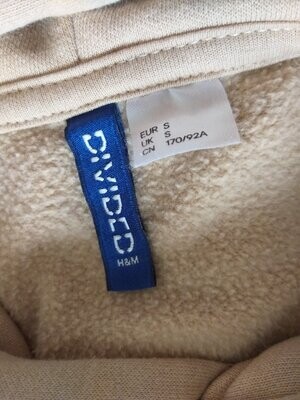 DIVIDED
H&M
EUR S
UK S
CN 170/92A